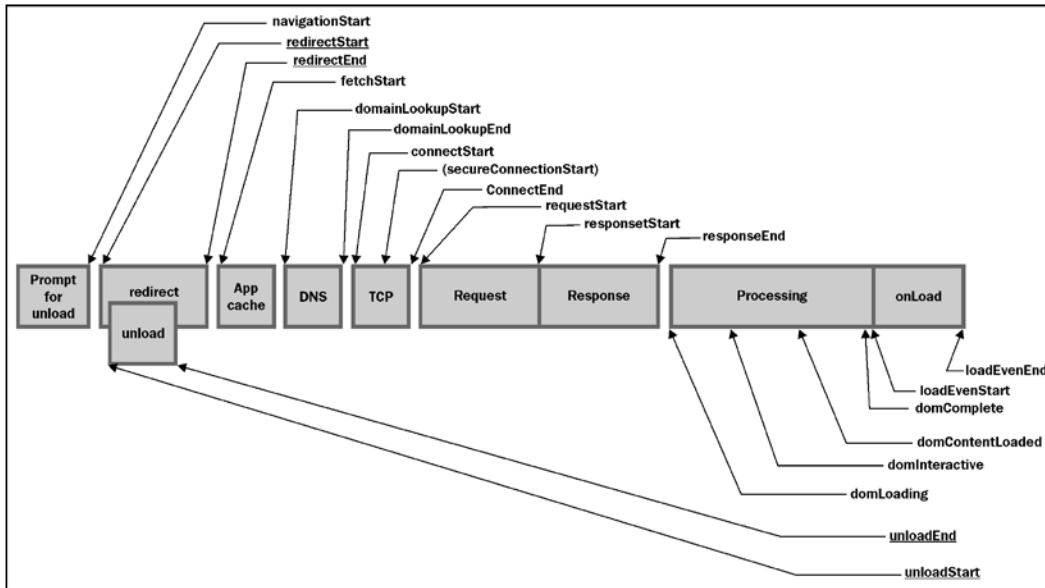 navigationStart
redirectStart
redirectEnd
fetchStart
domainLookupStart
domainLookupEnd
connectStart
(secureConnectionStart)
ConnectEnd
requestStart
responsetStart
responseEnd
Prompt
for
unload
redirect
unload
App
cache
DNS
TCP
Request
Response
Processing
onLoad
loadEvenEnd
loadEvenStart
domComplete
domContentLoaded
domInteractive
domLoading
unloadEnd
unloadStart